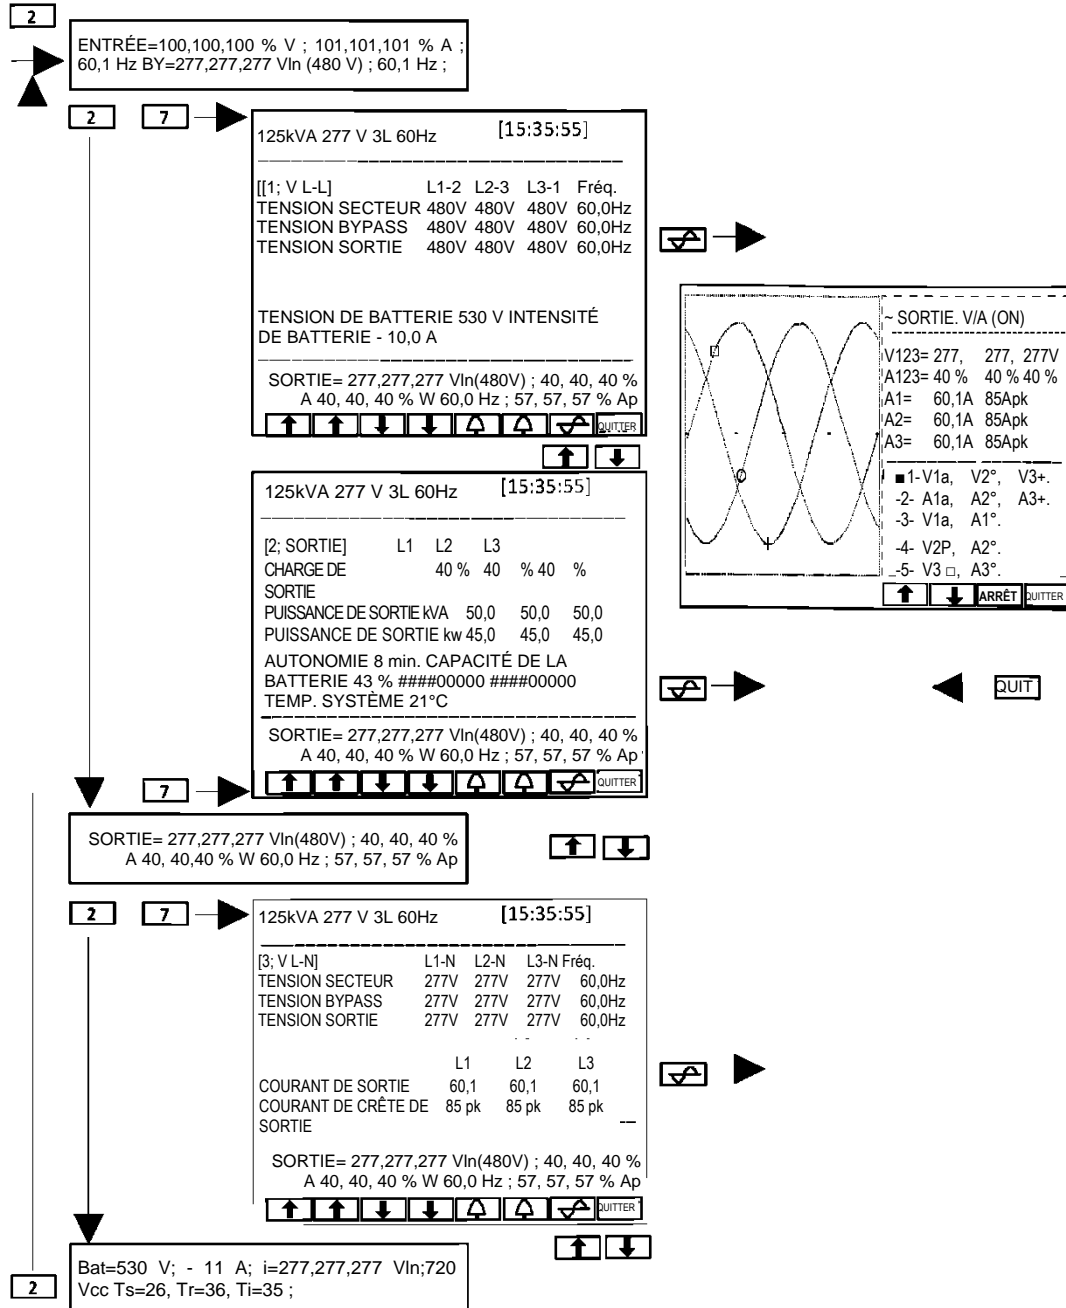 2
ENTRÉE=100,100,100 % V ; 101,101,101 % A ;
60,1 Hz BY=277,277,277 Vln (480 V) ; 60,1 Hz ;
2 7
125kVA 277 V 3L 60Hz [15:35:55]
[[1; V L-L] L1-2 L2-3 L3-1 Fréq.
TENSION SECTEUR 480V 480V 480V 60,0Hz
TENSION BYPASS 480V 480V 480V 60,0Hz
TENSION SORTIE 480V 480V 480V 60,0Hz
TENSION DE BATTERIE 530 V INTENSITÉ
DE BATTERIE - 10,0 A
SORTIE= 277,277,277 Vln(480V) ; 40, 40, 40 %
A 40, 40, 40 % W 60,0 Hz ; 57, 57, 57 % Ap
QUITTER
~ SORTIE. V/A (ON)
V123= 277, 277, 277V
A123= 40 % 40 % 40 %
A1= 60,1A 85Apk
A2= 60,1A 85Apk
A3= 60,1A 85Apk
■1- V1a, V2°, V3+.
-2- A1a, A2°, A3+.
-3- V1a, A1°.
-4- V2P, A2°.
-5- V3 □, A3°.
ARRÊT QUITTER
125kVA 277 V 3L 60Hz [15:35:55]
[2; SORTIE] L1 L2 L3
CHARGE DE 40 % 40 % 40 %
SORTIE
PUISSANCE DE SORTIE kVA 50,0 50,0 50,0
PUISSANCE DE SORTIE kw 45,0 45,0 45,0
AUTONOMIE 8 min. CAPACITÉ DE LA
BATTERIE 43 % ####00000 ####00000
TEMP. SYSTÈME 21°C
SORTIE= 277,277,277 Vln(480V) ; 40, 40, 40 %
A 40, 40, 40 % W 60,0 Hz ; 57, 57, 57 % Ap
QUITTER
QUIT
7
SORTIE= 277,277,277 Vln(480V) ; 40, 40, 40 %
A 40, 40,40 % W 60,0 Hz ; 57, 57, 57 % Ap
2 7
125kVA 277 V 3L 60Hz [15:35:55]
[3; V L-N] L1-N L2-N L3-N Fréq.
TENSION SECTEUR 277V 277V 277V 60,0Hz
TENSION BYPASS 277V 277V 277V 60,0Hz
TENSION SORTIE 277V 277V 277V 60,0Hz
L1 L2 L3
COURANT DE SORTIE 60,1 60,1 60,1
COURANT DE CRÊTE DE 85 pk 85 pk 85 pk
SORTIE
SORTIE= 277,277,277 Vln(480V) ; 40, 40, 40 %
A 40, 40, 40 % W 60,0 Hz ; 57, 57, 57 % Ap
QUITTER
Bat=530 V; - 11 A; i=277,277,277 Vln;720
Vcc Ts=26, Tr=36, Ti=35 ;
2